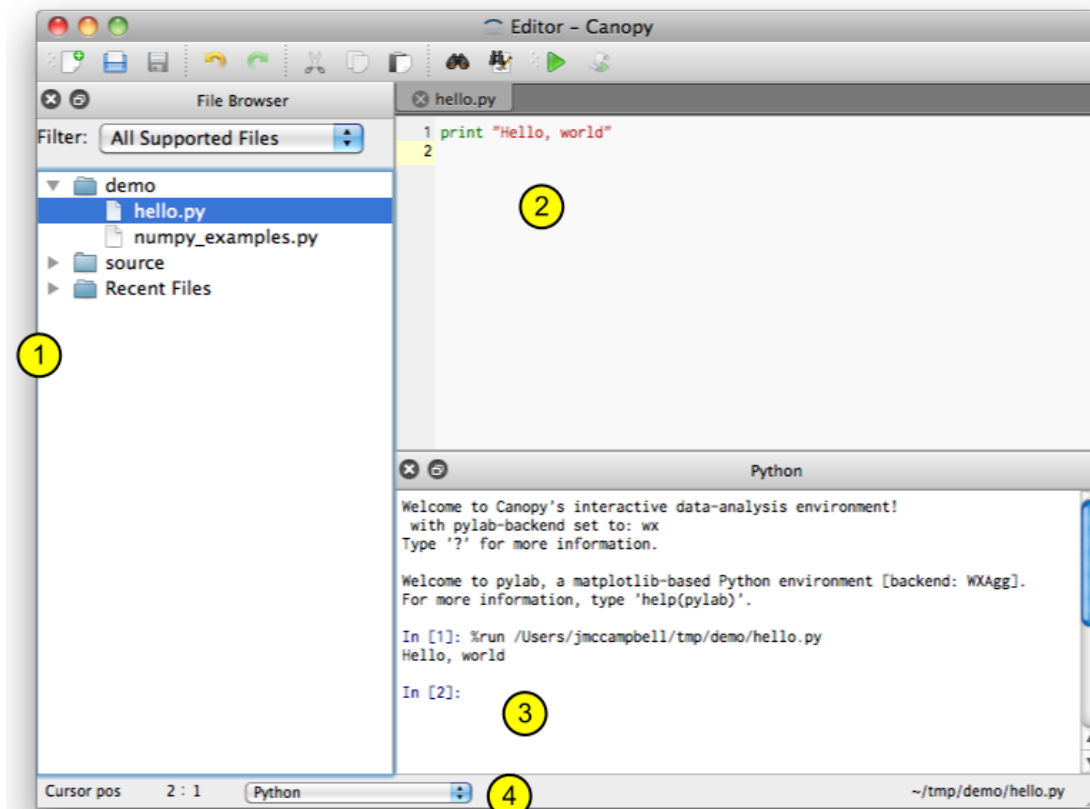 Editor – Canopy
File Browser
Filter: All Supported Files
demo
hello.py
numpy_examples.py
source
Recent Files
1
hello.py
1 print "Hello, world"
2
2
Python
Welcome to Canopy's interactive data-analysis environment!
with pylab-backend set to: wx
Type '?' for more information.
Welcome to pylab, a matplotlib-based Python environment [backend: WXAgg].
For more information, type 'help(pylab)'.
In [1]: %run /Users/jmccampbell/tmp/demo/hello.py
Hello, world
In [2]:
3
Cursor pos 2 : 1 Python 4 ~/tmp/demo/hello.py